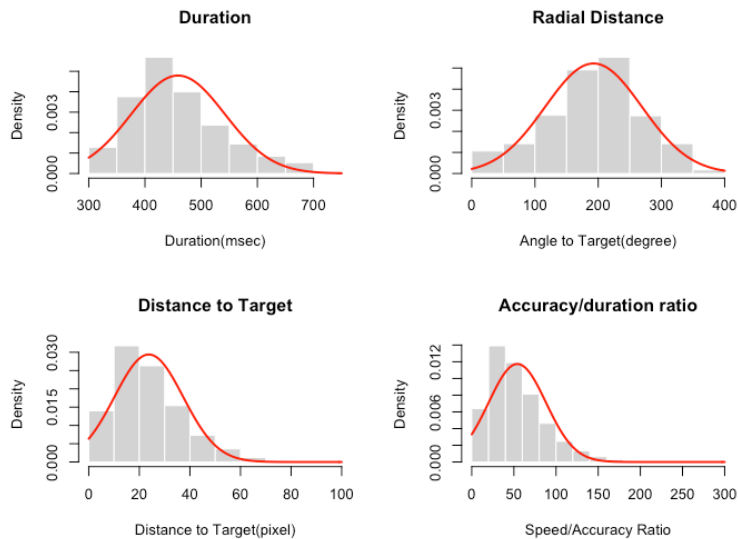 Duration
Density
0.000 0.003
300 400 500 600 700
Duration(msec)
Radial Distance
Density
0.000 0.003
0 100 200 300 400
Angle to Target(degree)
Distance to Target
Density
0.000 0.015 0.030
0 20 40 60 80 100
Distance to Target(pixel)
Accuracy/duration ratio
Density
0.000 0.006 0.012
0 50 100 150 200 250 300
Speed/Accuracy Ratio